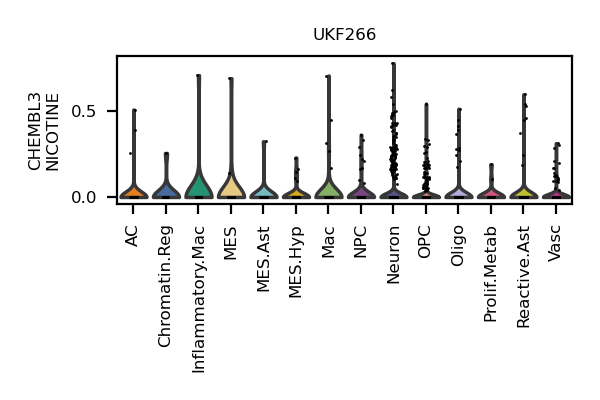 UKF266
CHEMBL3
NICOTINE
0.5
0.0
AC
Chromatin.Reg
Inflammatory.Mac
MES
MES.Ast
MES.Hyp
Mac
NPC
Neuron
OPC
Oligo
Prolif.Metab
Reactive.Ast
Vasc